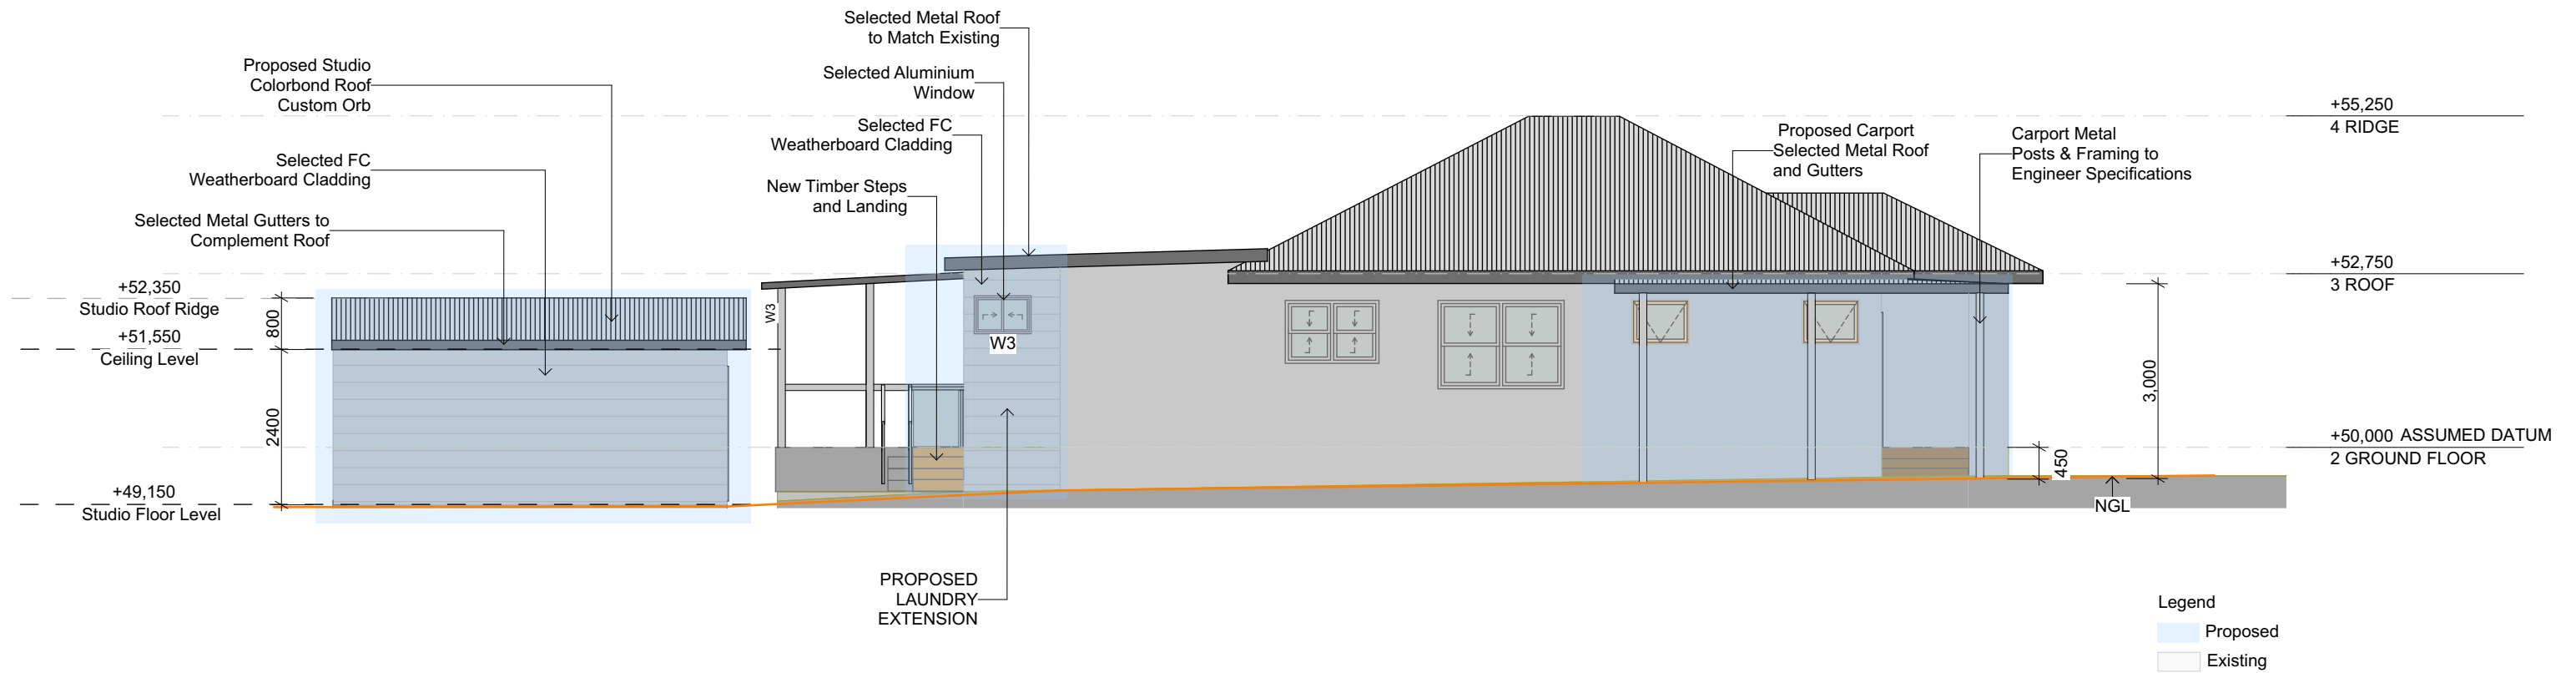 Selected Metal Roof
to Match Existing
Proposed Studio
Colorbond Roof
Custom Orb
Selected Aluminium
Window
Selected FC
Weatherboard Cladding
Selected FC
Weatherboard Cladding
New Timber Steps
and Landing
Selected Metal Gutters to
Complement Roof
Proposed Carport
Selected Metal Roof
and Gutters
Carport Metal
Posts & Framing to
Engineer Specifications
+55,250
4 RIDGE
+52,750
3 ROOF
+52,350
Studio Roof Ridge
800
+51,550
Ceiling Level
2400
+49,150
Studio Floor Level
W3
W3
3,000
+50,000 ASSUMED DATUM
2 GROUND FLOOR
450
NGL
PROPOSED
LAUNDRY
EXTENSION
Legend
Proposed
Existing